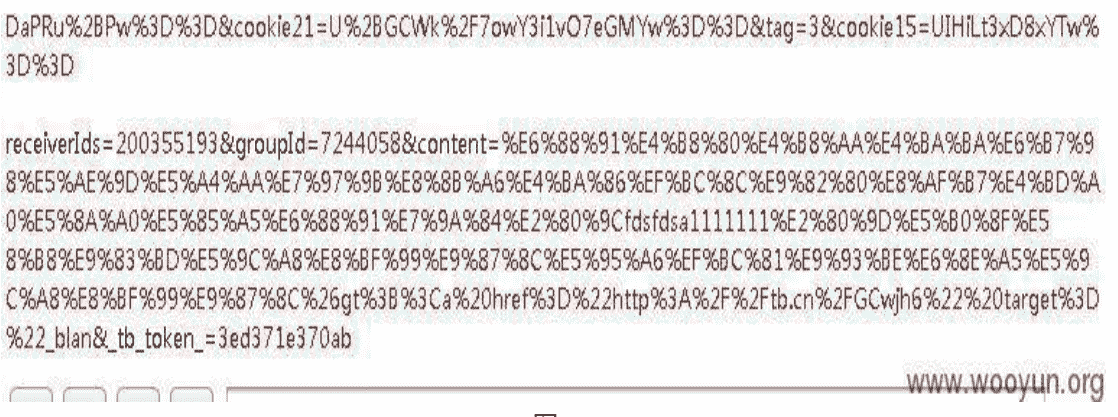 DaPRu%2BPw%3D%3D&cookie21=U%2BGCWk%2F7owY3i1vO7eGMYw%3D%3D&tag=3&cookie15=UIHiLt3xD8xYTw%
3D%3D
receiverIds=200355193&groupId=7244058&content=%E6%88%91%E4%B8%80%E4%B8%AA%E4%BA%BA%E6%B7%9
8%E5%AE%9D%E5%A4%AA%E7%97%9B%E8%8B%A6%E4%BA%86%EF%BC%8C%E9%82%80%E8%AF%B7%E4%BD%A
0%E5%8A%A0%E5%85%A5%E6%88%91%E7%9A%84%E2%80%9Cfdsfdsa1111111%E2%80%9D%E5%B0%8F%E5
8%B8%E9%83%BD%E5%9C%A8%E8%BF%99%E9%87%8C%E5%95%A6%EF%BC%81%E9%93%BE%E6%8E%A5%E5%9
C%A8%E8%BF%99%E9%87%8C%26gt%3B%3Ca%20href%3D%22http%3A%2F%2Ftb.cn%2FGCwjh6%22%20target%3D
%22_blan&_tb_token_=3ed371e370ab
www.wooyun.org